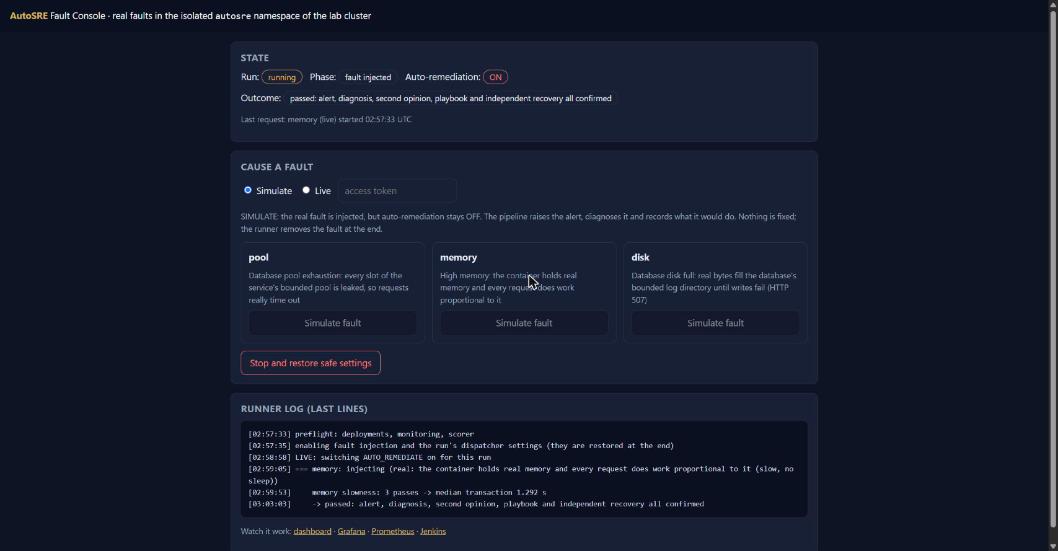 AutoSRE Fault Console · real faults in the isolated autosre namespace of the lab cluster
STATE
Run: running Phase: fault injected Auto-remediation: ON
Outcome: passed: alert, diagnosis, second opinion, playbook and independent recovery all confirmed
Last request: memory (live) started 02:57:33 UTC
CAUSE A FAULT
Simulate Live access token
SIMULATE: the real fault is injected, but auto-remediation stays OFF. The pipeline raises the alert, diagnoses it and records what it would do. Nothing is fixed;
the runner removes the fault at the end.
pool
Database pool exhaustion: every slot of the
service's bounded pool is leaked, so requests
really time out
Simulate fault
memory
High memory: the container holds real
memory and every request does work
proportional to it
Simulate fault
disk
Database disk full: real bytes fill the database's
bounded log directory until writes fail (HTTP
507)
Simulate fault
Stop and restore safe settings
RUNNER LOG (LAST LINES)
[02:57:33] preflight: deployments, monitoring, scorer
[02:57:35] enabling fault injection and the run's dispatcher settings (they are restored at the end)
[02:58:58] LIVE: switching AUTO_REMEDIATE on for this run
[02:59:05] === memory: injecting (real: the container holds real memory and every request does work proportional to it (slow, no
sleep))
[02:59:53] memory slowness: 3 passes -> median transaction 1.292 s
[03:03:03] -> passed: alert, diagnosis, second opinion, playbook and independent recovery all confirmed
Watch it work: dashboard · Grafana · Prometheus · Jenkins